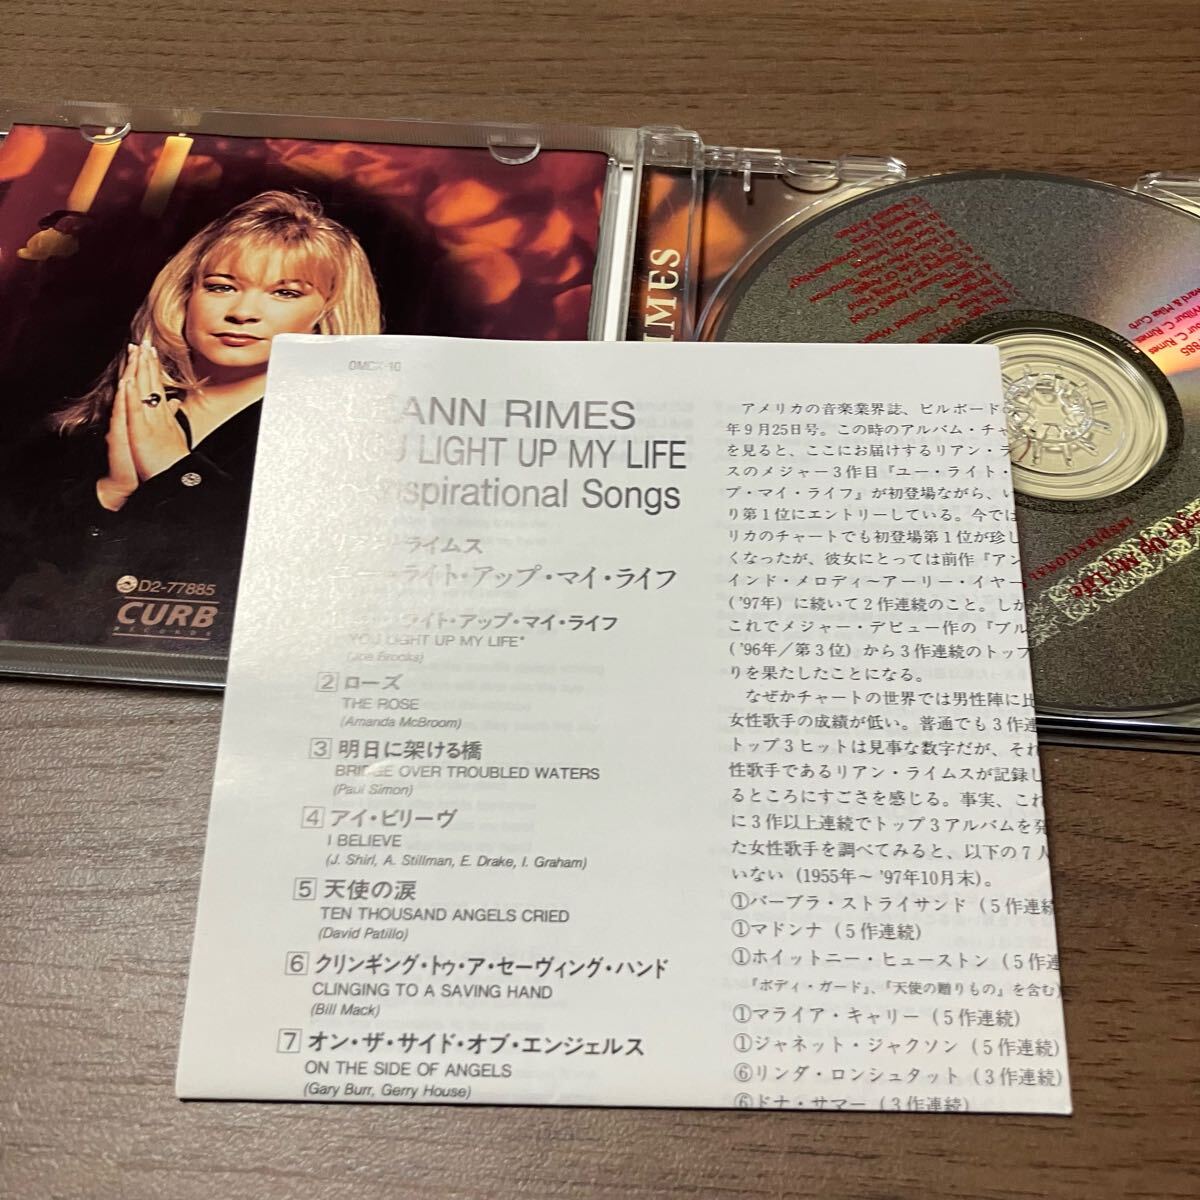 D2-77885
CURB
RECORDS
IMES
OMCX-10
ANN RIMES
YOU LIGHT UP MY LIFE
Inspirational Songs
ライムス
ライト・アップ・マイ・ライフ
ライト・アップ・マイ・ライフ
YOU LIGHT UP MY LIFE*
(Joe Brooks)
2 ローズ
THE ROSE
(Amanda McBroom)
3 明日に架ける橋
BRIDGE OVER TROUBLED WATERS
(Paul Simon)
4 アイ・ビリーヴ
I BELIEVE
(J. Shirl, A. Stillman, E. Drake, I. Graham)
5 天使の涙
TEN THOUSAND ANGELS CRIED
(David Patillo)
6 クリンギング・トゥ・ア・セーヴィング・ハンド
CLINGING TO A SAVING HAND
(Bill Mack)
7 オン・ザ・サイド・オブ・エンジェルス
ON THE SIDE OF ANGELS
(Gary Burr, Gerry House)
アメリカの音楽業界誌、ビルボードの
年9月25日号。この時のアルバム・チャ
を見ると、ここにお届けするリアン・ラ
スのメジャー3作目『ユー・ライト・
プ・マイ・ライフ』が初登場ながら、い
り第1位にエントリーしている。今では
リカのチャートでも初登場第1位が珍し
くなったが、彼女にとっては前作『アン
インド・メロディ〜アーリー・イヤー
('97年) に続いて2作連続のこと。しか
これでメジャー・デビュー作の『ブル
('96年／第3位) から3作連続のトップ
りを果たしたことになる。
なぜかチャートの世界では男性陣に比
女性歌手の成績が低い。普通でも3作連
トップ3ヒットは見事な数字だが、それ
性歌手であるリアン・ライムスが記録し
るところにすごさを感じる。事実、これ
に3作以上連続でトップ3アルバムを発
た女性歌手を調べてみると、以下の7人
いない (1955年〜'97年10月末)。
①バーブラ・ストライサンド (5作連続
①マドンナ (5作連続)
①ホイットニー・ヒューストン (5作連
『ボディ・ガード』、『天使の贈りもの』を含む)
①マライア・キャリー (5作連続)
①ジャネット・ジャクソン (5作連続)
⑥リンダ・ロンシュタット (3作連続)
⑥ドナ・サマー (3作連続)
7885
Wilbur C. Rimes
Mike Curb
Up My Life
INSPIRATIONAL